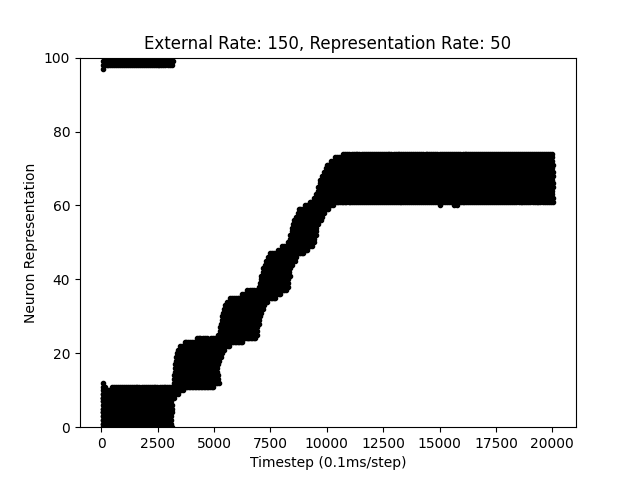 External Rate: 150, Representation Rate: 50
100
80
60
40
20
0
Neuron Representation
0 2500 5000 7500 10000 12500 15000 17500 20000
Timestep (0.1ms/step)